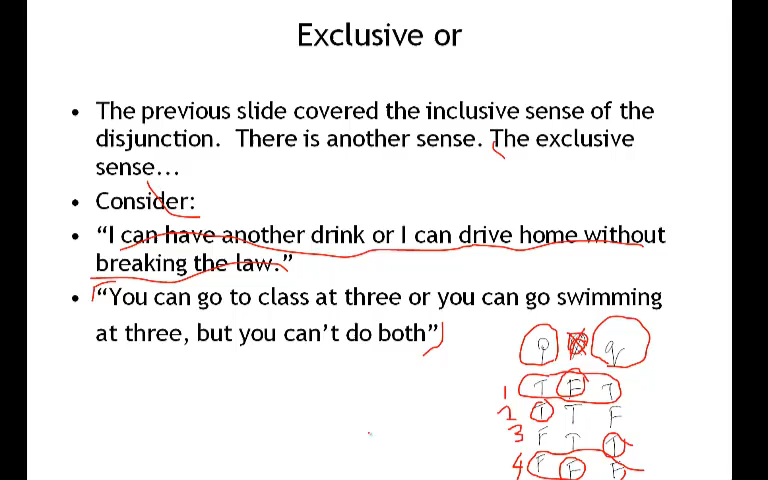 Exclusive or
• The previous slide covered the inclusive sense of the
disjunction. There is another sense. The exclusive
sense…
• Consider:
• “I can have another drink or I can drive home without
breaking the law.”
• “You can go to class at three or you can go swimming
at three, but you can’t do both”
P q
1 T F T
2 T T F
3 F T T
4 F F F